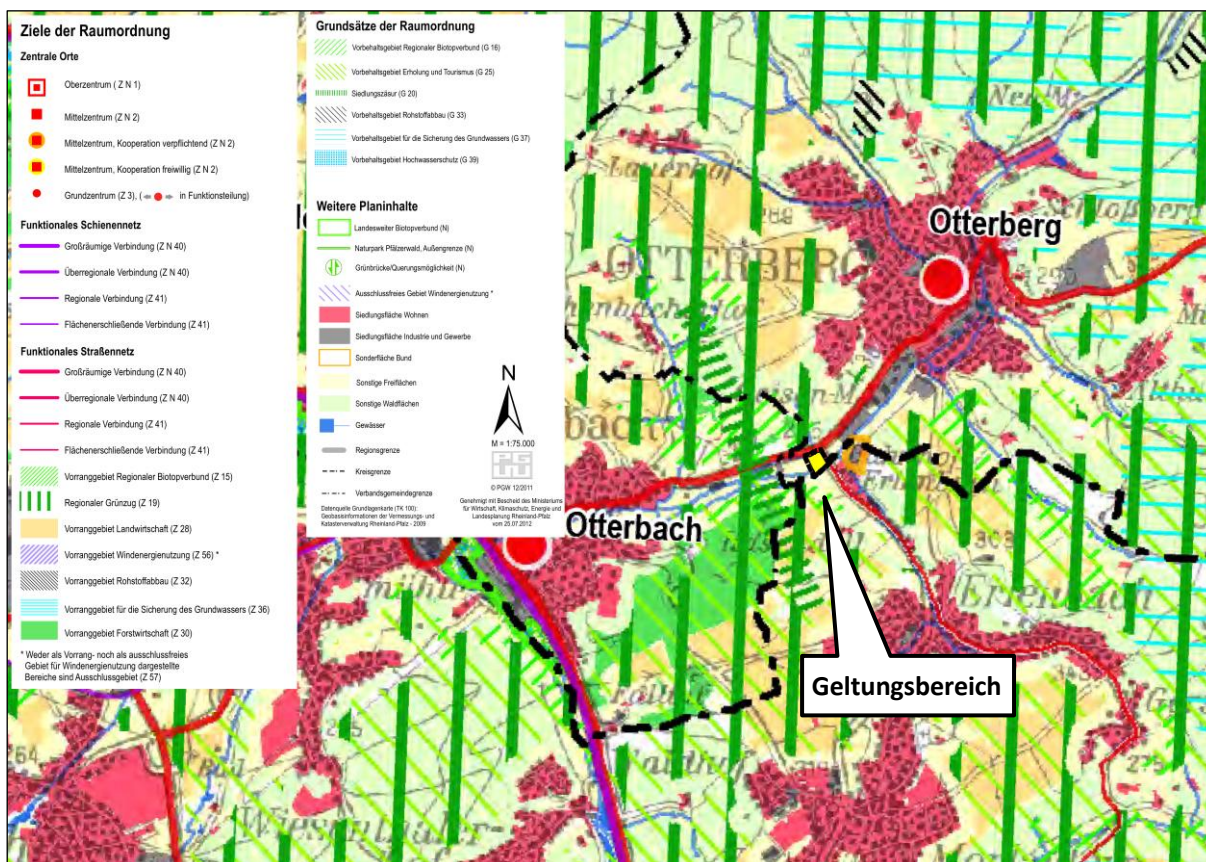 Ziele der Raumordnung
Zentrale Orte
Oberzentrum ( Z N 1)
Mittelzentrum (Z N 2)
Mittelzentrum, Kooperation verpflichtend (Z N 2)
Mittelzentrum, Kooperation freiwillig (Z N 2)
Grundzentrum (Z 3), ( in Funktionsteilung)
Funktionales Schienennetz
Großräumige Verbindung (Z N 40)
Überregionale Verbindung (Z N 40)
Regionale Verbindung (Z 41)
Flächenerschließende Verbindung (Z 41)
Funktionales Straßennetz
Großräumige Verbindung (Z N 40)
Überregionale Verbindung (Z N 40)
Regionale Verbindung (Z 41)
Flächenerschließende Verbindung (Z 41)
Vorranggebiet Regionaler Biotopverbund (Z 15)
Regionaler Grünzug (Z 19)
Vorranggebiet Landwirtschaft (Z 28)
Vorranggebiet Windenergienutzung (Z 56) *
Vorranggebiet Rohstoffabbau (Z 32)
Vorranggebiet für die Sicherung des Grundwassers (Z 36)
Vorranggebiet Forstwirtschaft (Z 30)
* Weder als Vorrang- noch als ausschlussfreies
Gebiet für Windenergienutzung dargestellte
Bereiche sind Ausschlussgebiet (Z 57)
Grundsätze der Raumordnung
Vorbehaltsgebiet Regionaler Biotopverbund (G 16)
Vorbehaltsgebiet Erholung und Tourismus (G 25)
Siedlungszäsur (G 20)
Vorbehaltsgebiet Rohstoffabbau (G 33)
Vorbehaltsgebiet für die Sicherung des Grundwassers (G 37)
Vorbehaltsgebiet Hochwasserschutz (G 39)
Weitere Planinhalte
Landesweiter Biotopverbund (N)
Naturpark Pfälzerwald, Außengrenze (N)
Grünbrücke/Querungsmöglichkeit (N)
Ausschlussfreies Gebiet Windenergienutzung *
Siedlungsfläche Wohnen
Siedlungsfläche Industrie und Gewerbe
Sonderfläche Bund
Sonstige Freiflächen
Sonstige Waldflächen
Gewässer
Regionsgrenze
Kreisgrenze
Verbandsgemeindegrenze
Datenquelle Grundlagenkarte (TK 100):
Geobasisinformationen der Vermessungs- und
Katasterverwaltung Rheinland-Pfalz - 2009
N
M = 1:75.000
© PGW 12/2011
Genehmigt mit Bescheid des Ministeriums
für Wirtschaft, Klimaschutz, Energie und
Landesplanung Rheinland-Pfalz
vom 25.07.2012
Lauerhof
Schloßberg
Otterberg
OTTERBERG
Otterbach
Erlenbach
Geltungsbereich
Wiesenthaler